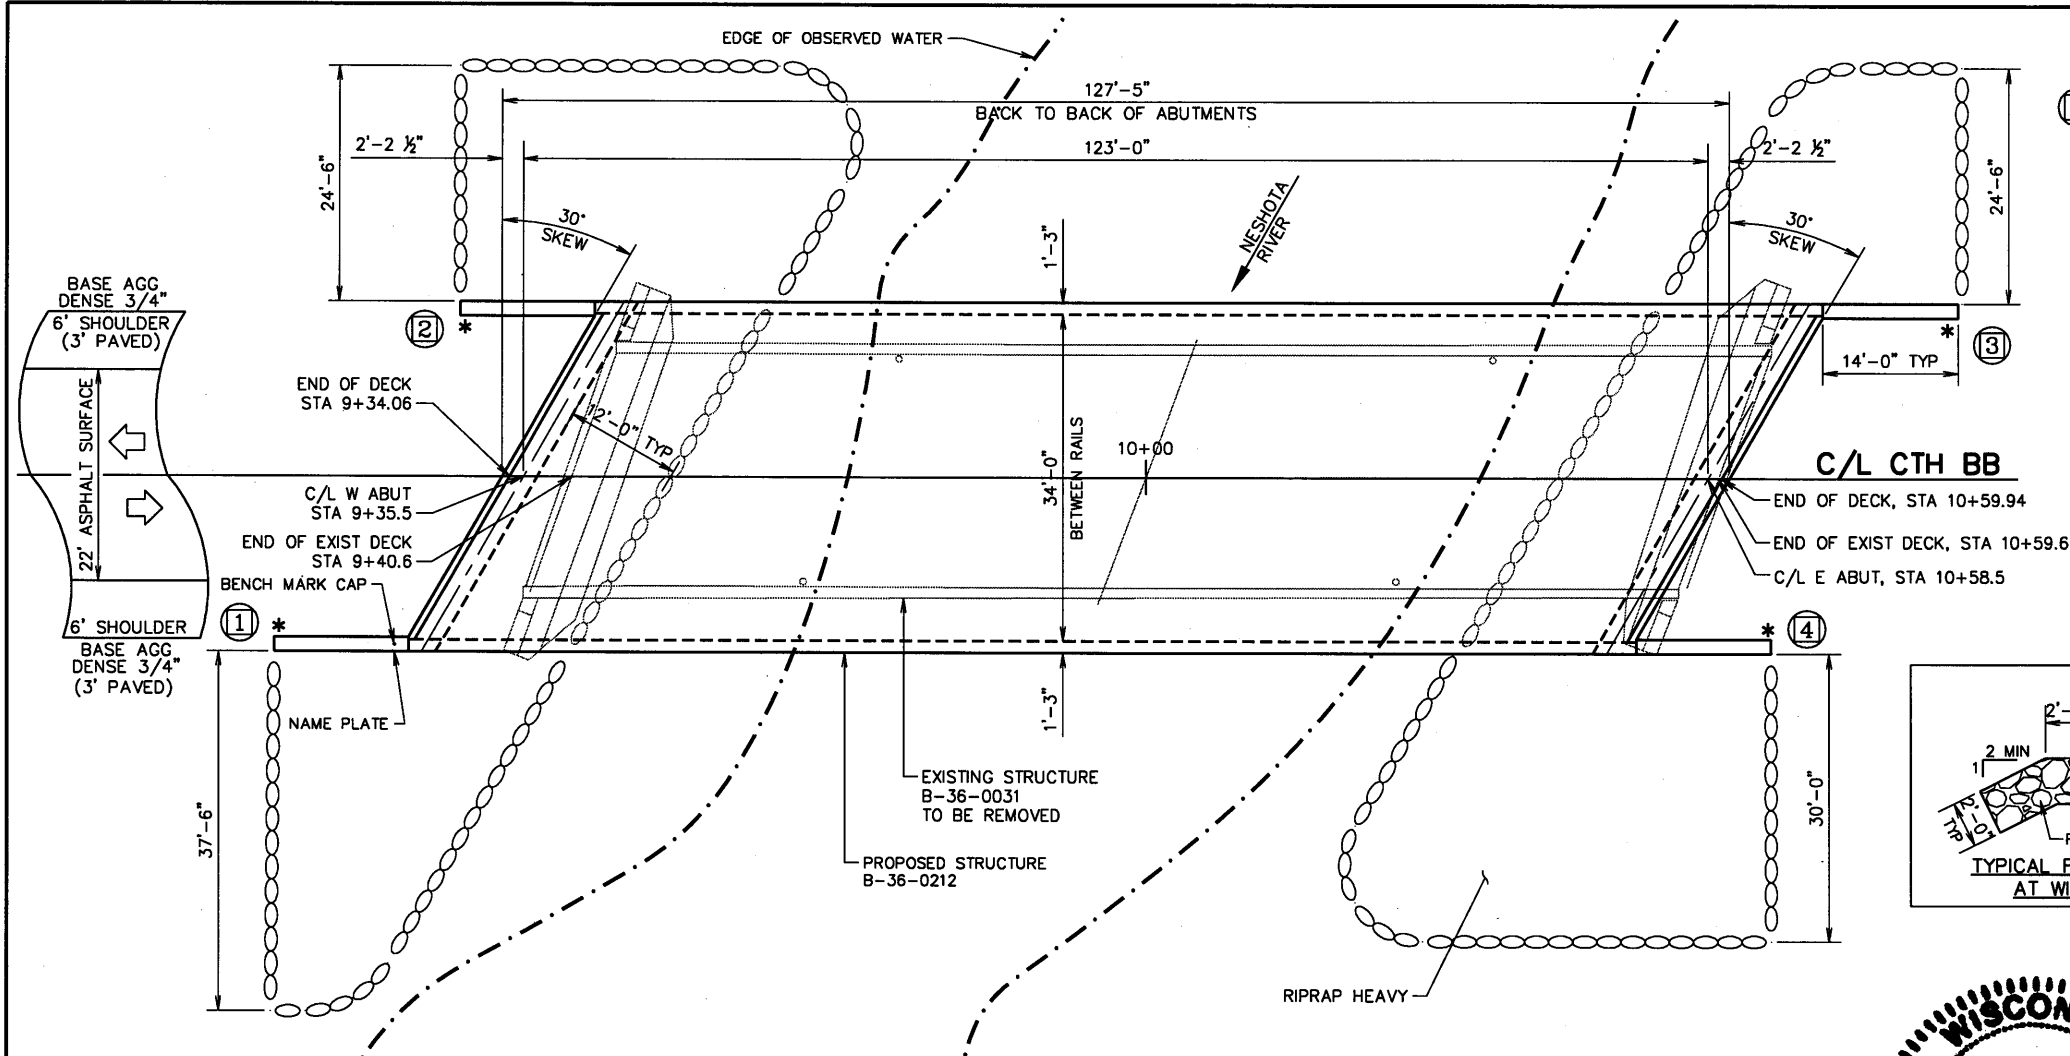 EDGE OF OBSERVED WATER
127'-5"
BACK TO BACK OF ABUTMENTS
2'-2 ½"
123'-0"
2'-2 ½"
24'-6"
24'-6"
30°
SKEW
30°
SKEW
1'-3"
NESHOTA
RIVER
BASE AGG
DENSE 3/4"
6' SHOULDER
(3' PAVED)
2
*
*
3
14'-0" TYP
END OF DECK
STA 9+34.06
22' ASPHALT SURFACE
12'-0" TYP
34'-0"
BETWEEN RAILS
10+00
C/L CTH BB
C/L W ABUT
STA 9+35.5
END OF DECK, STA 10+59.94
END OF EXIST DECK
STA 9+40.6
END OF EXIST DECK, STA 10+59.6
C/L E ABUT, STA 10+58.5
BENCH MARK CAP
1
*
*
4
6' SHOULDER
BASE AGG
DENSE 3/4"
(3' PAVED)
NAME PLATE
1'-3"
EXISTING STRUCTURE
B-36-0031
TO BE REMOVED
PROPOSED STRUCTURE
B-36-0212
37'-6"
30'-0"
RIPRAP HEAVY
2'-
2 MIN
1
2'-0"
TYP
TYPICAL
AT
WISCON